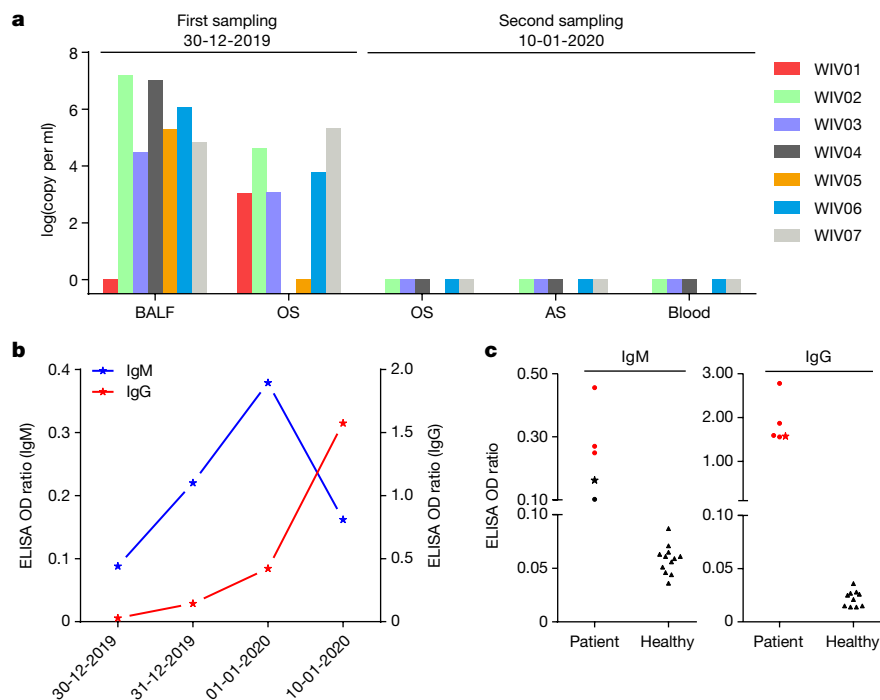 a
First sampling
30-12-2019
Second sampling
10-01-2020
log(copy per ml)
8
6
4
2
0
BALF
OS
OS
AS
Blood
WIV01
WIV02
WIV03
WIV04
WIV05
WIV06
WIV07
b
ELISA OD ratio (IgM)
0.4
0.3
0.2
0.1
0
IgM
IgG
2.0
1.5
1.0
0.5
0
ELISA OD ratio (IgG)
30-12-2019
31-12-2019
01-01-2020
10-01-2020
c
IgM
ELISA OD ratio
0.50
0.30
0.10
0.10
0.05
0
Patient
Healthy
IgG
3.00
2.00
1.00
0.10
0.05
0
Patient
Healthy